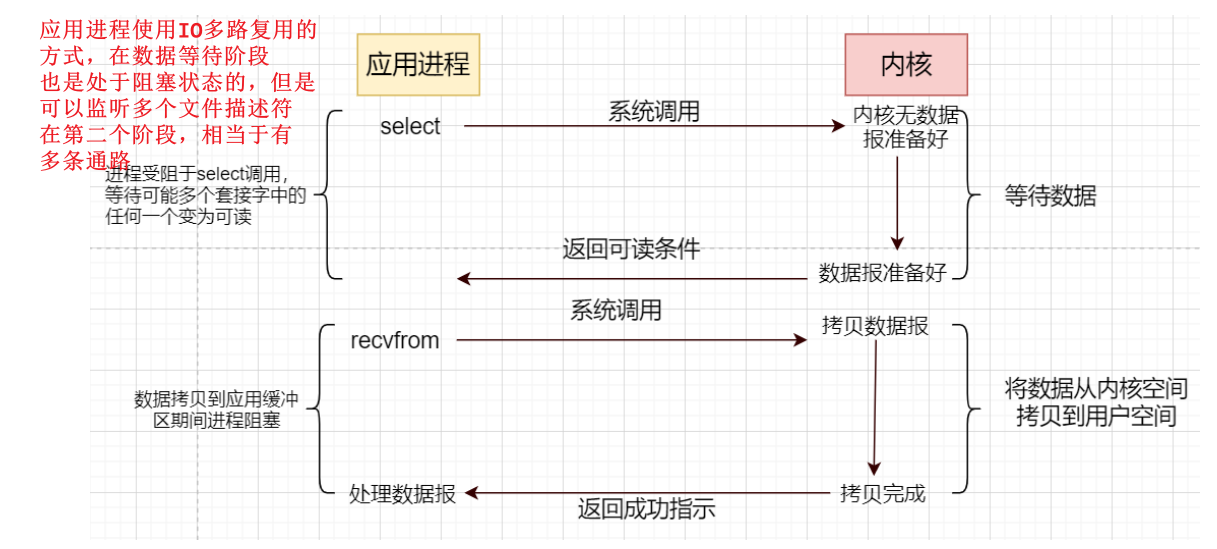 应用进程使用IO多路复用的
方式，在数据等待阶段
也是处于阻塞状态的，但是
可以监听多个文件描述符
在第二个阶段，相当于有
多条通路
应用进程
内核
select
系统调用
内核无数据
报准备好
进程受阻于select调用，
等待可能多个套接字中的
任何一个变为可读
等待数据
返回可读条件
数据报准备好
系统调用
recvfrom
拷贝数据报
数据拷贝到应用缓冲
区期间进程阻塞
将数据从内核空间
拷贝到用户空间
处理数据报
返回成功指示
拷贝完成